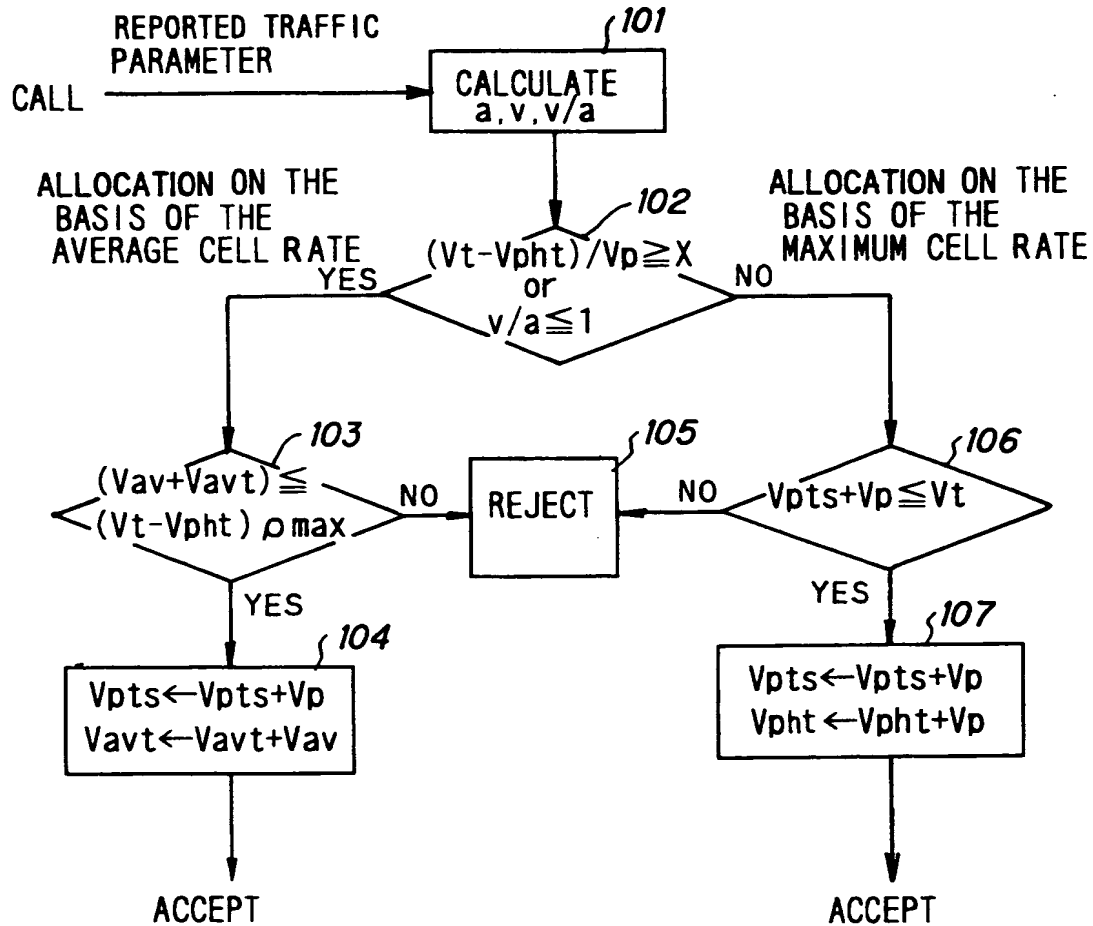 REPORTED TRAFFIC
PARAMETER
CALL
101
CALCULATE
a,v,v/a
ALLOCATION ON THE
BASIS OF THE
AVERAGE CELL RATE
102
(Vt-Vpht)/Vp≧X
or
v/a≦1
YES
NO
ALLOCATION ON THE
BASIS OF THE
MAXIMUM CELL RATE
103
(Vav+Vavt)≦
(Vt-Vpht)ρmax
NO
YES
105
REJECT
106
Vpts+Vp≦Vt
NO
YES
104
Vpts←Vpts+Vp
Vavt←Vavt+Vav
107
Vpts←Vpts+Vp
Vpht←Vpht+Vp
ACCEPT
ACCEPT